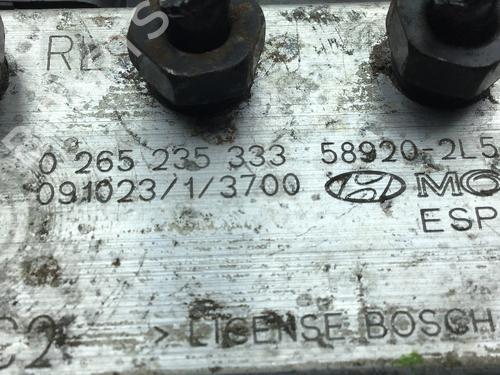 RL
0 265 235 333 58920-2L5
091023/1/3700 MO
ESP
C2 > LICENSE BOSCH